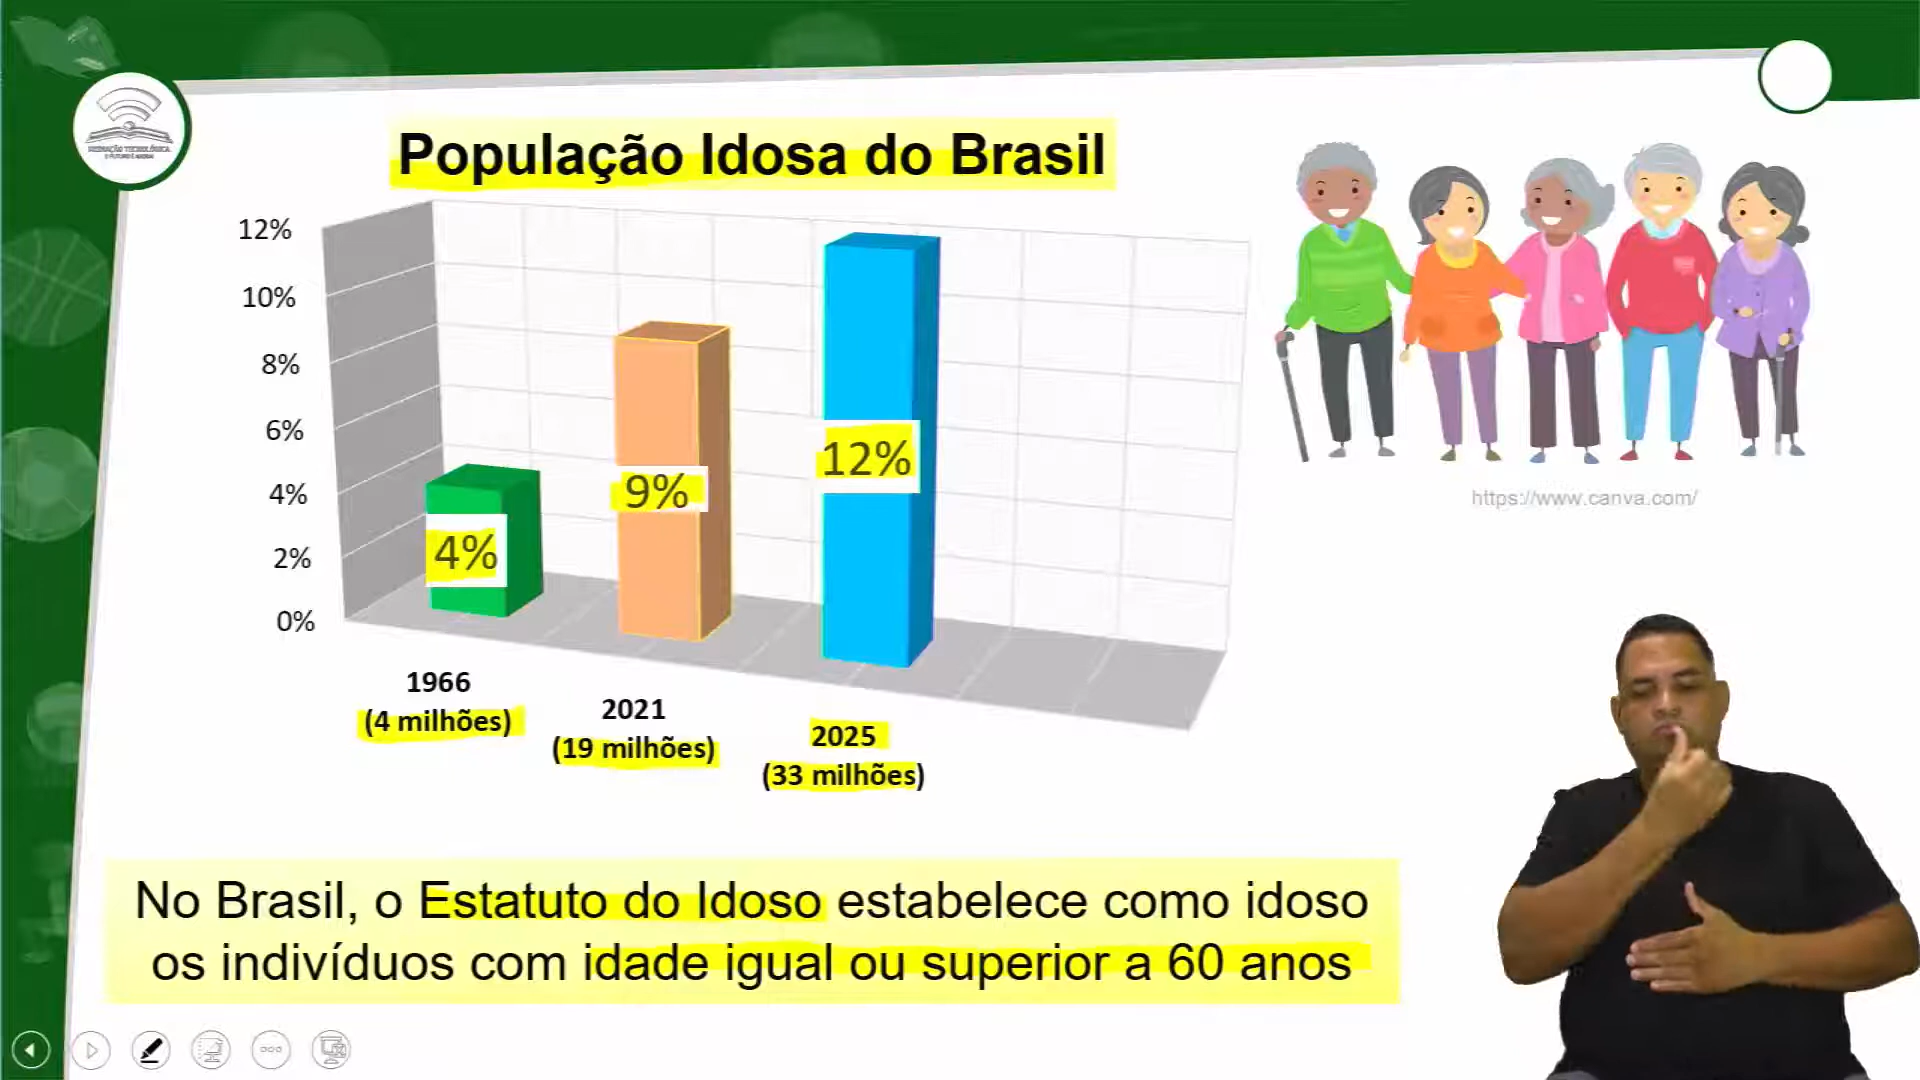 MEDIAÇÃO TECNOLÓGICA
População Idosa do Brasil
12%
10%
8%
6%
4%
2%
0%
4%
9%
12%
1966
(4 milhões)
2021
(19 milhões)
2025
(33 milhões)
https://www.canva.com/
No Brasil, o Estatuto do Idoso estabelece como idoso
os indivíduos com idade igual ou superior a 60 anos